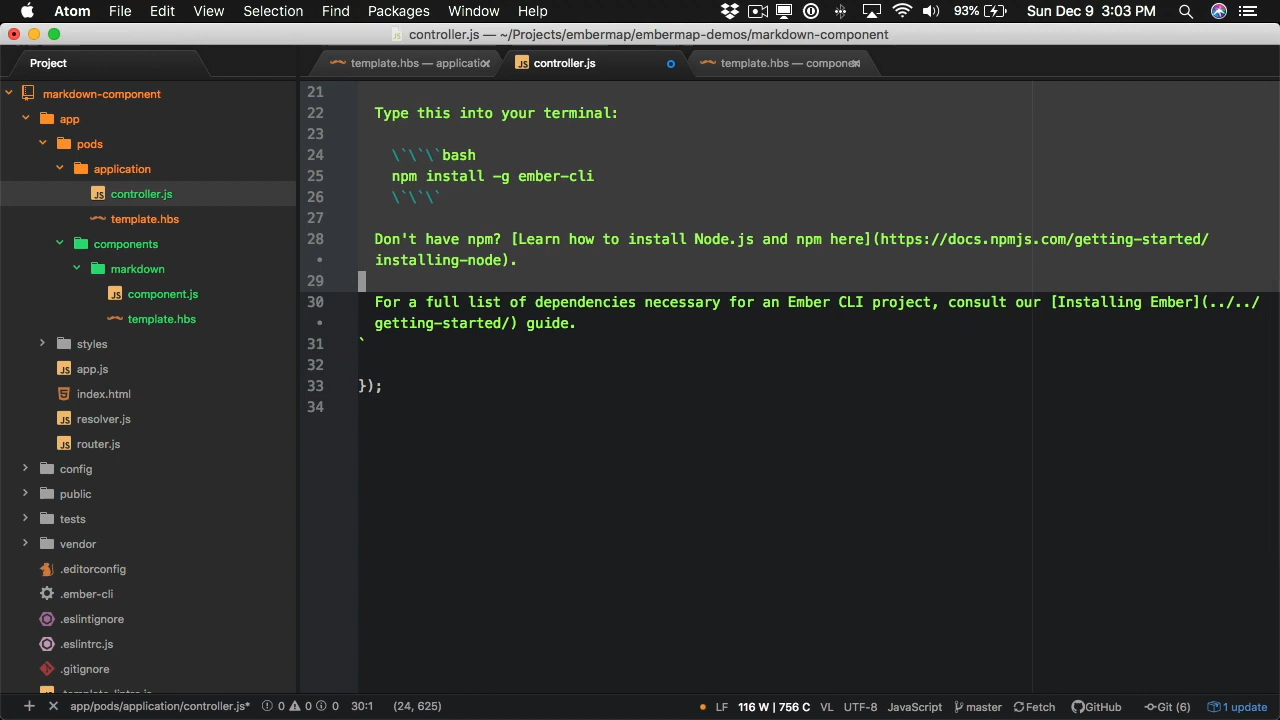 Atom File Edit View Selection Find Packages Window Help 93% Sun Dec 9 3:03 PM
controller.js — ~/Projects/embermap/embermap-demos/markdown-component
Project
template.hbs — applicatio
controller.js
template.hbs — compone
markdown-component
app
pods
application
controller.js
template.hbs
components
markdown
component.js
template.hbs
styles
app.js
index.html
resolver.js
router.js
config
public
tests
vendor
.editorconfig
.ember-cli
.eslintignore
.eslintrc.js
.gitignore
.template-lintrc.js
21
22 Type this into your terminal:
23
24 \`\`\`bash
25 npm install -g ember-cli
26 \`\`\`
27
28 Don't have npm? [Learn how to install Node.js and npm here](https://docs.npmjs.com/getting-started/
• installing-node).
29
30 For a full list of dependencies necessary for an Ember CLI project, consult our [Installing Ember](../../
• getting-started/) guide.
31 `
32
33 });
34
+ × app/pods/application/controller.js* 0 0 0 30:1 (24, 625) LF 116 W | 756 C VL UTF-8 JavaScript master Fetch GitHub Git (6) 1 update